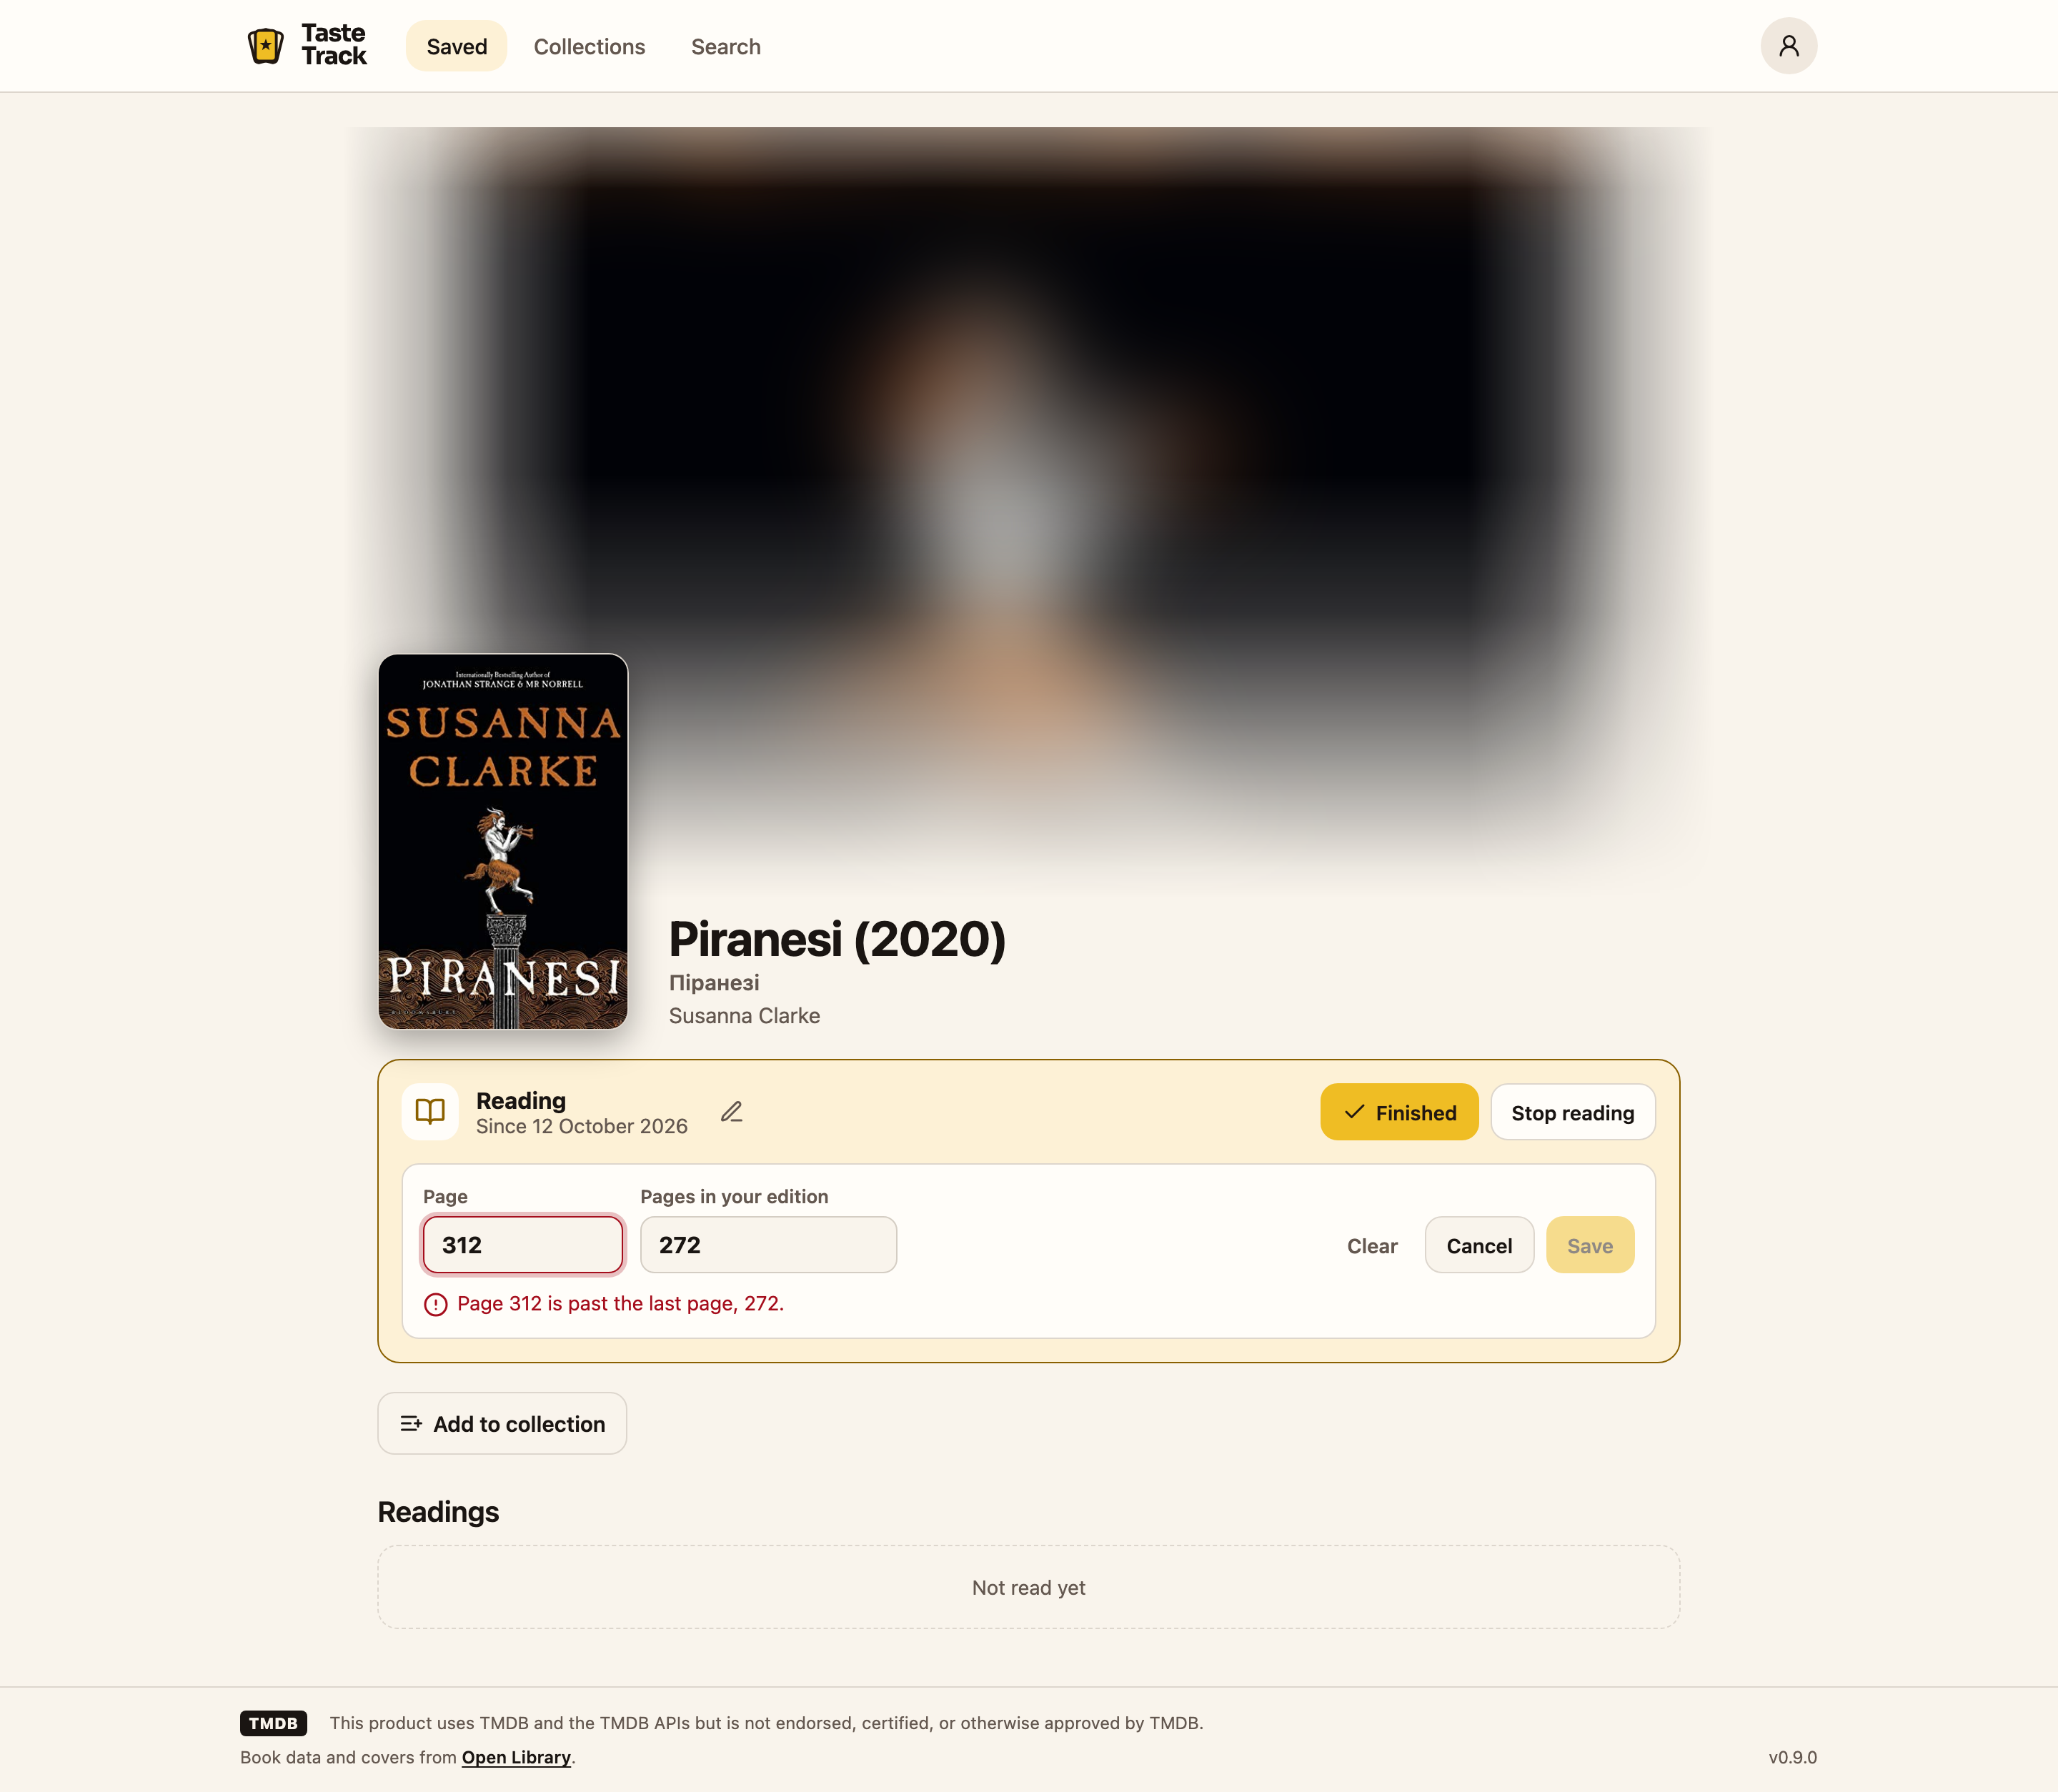 Taste
Track
Saved
Collections
Search
Internationally Bestselling Author of
JONATHAN STRANGE & MR NORRELL
SUSANNA
CLARKE
PIRANESI
BLOOMSBURY
Piranesi (2020)
Піранезі
Susanna Clarke
Reading
Since 12 October 2026
Finished
Stop reading
Page
Pages in your edition
312
272
Clear
Cancel
Save
Page 312 is past the last page, 272.
Add to collection
Readings
Not read yet
TMDB
This product uses TMDB and the TMDB APIs but is not endorsed, certified, or otherwise approved by TMDB.
Book data and covers from Open Library.
v0.9.0